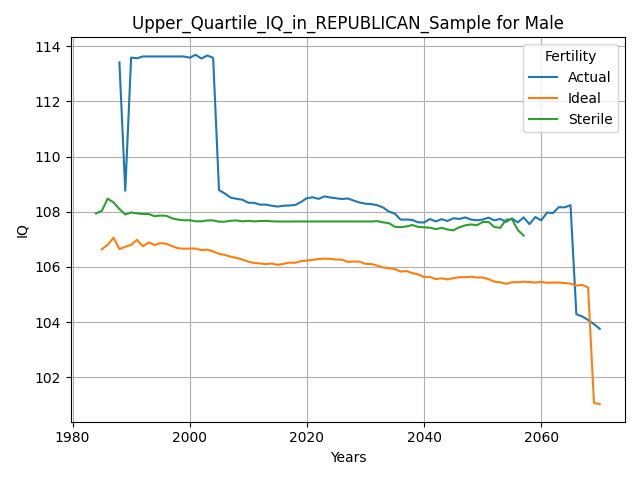 Upper_Quartile_IQ_in_REPUBLICAN_Sample for Male
114
112
110
108
106
104
102
IQ
1980
2000
2020
2040
2060
Years
Fertility
Actual
Ideal
Sterile